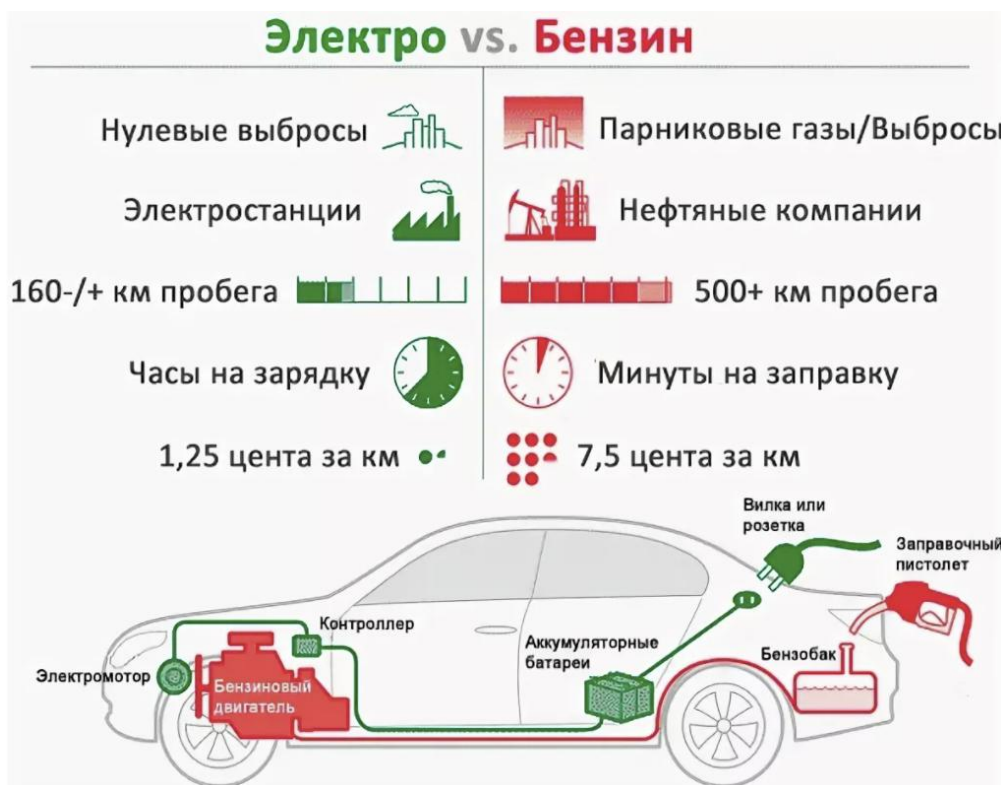 Электро vs. Бензин
Нулевые выбросы
Парниковые газы/Выбросы
Электростанции
Нефтяные компании
160-/+ км пробега
500+ км пробега
Часы на зарядку
Минуты на заправку
1,25 цента за км
7,5 цента за км
Вилка или
розетка
Заправочный
пистолет
Контроллер
Аккумуляторные
батареи
Бензобак
Электромотор
Бензиновый
двигатель